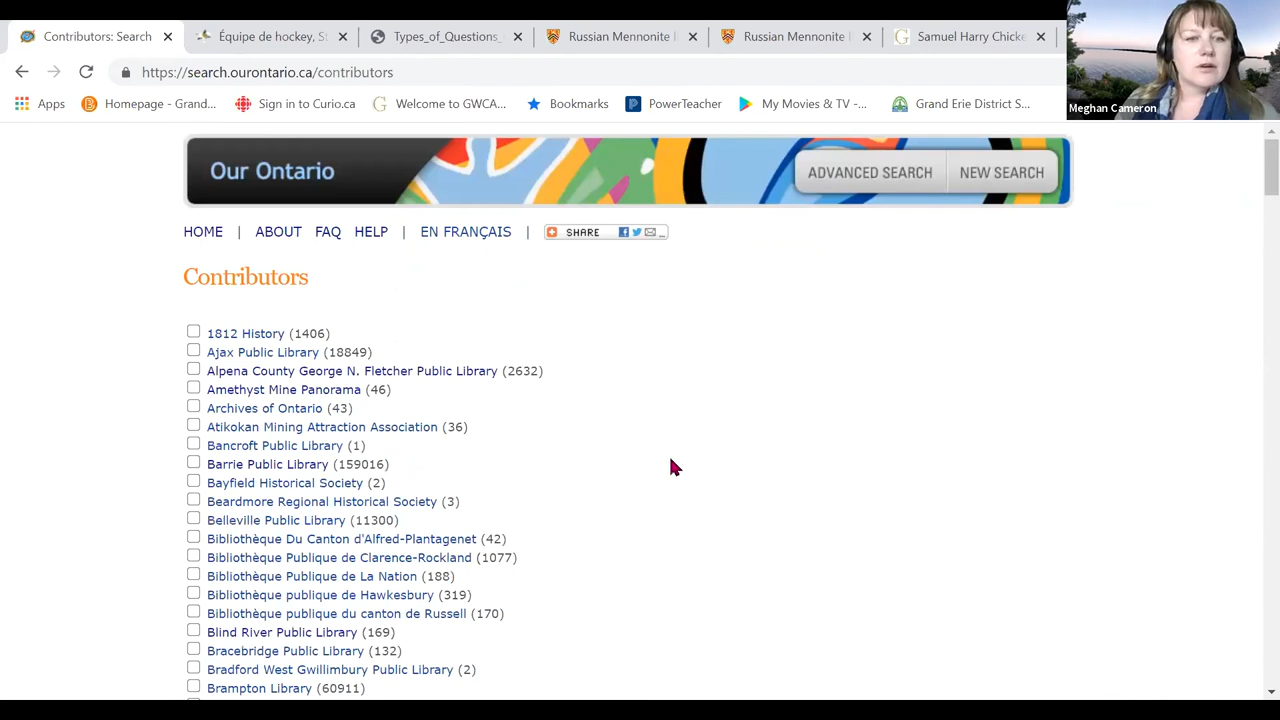 Contributors: Search
Équipe de hockey, S
Types_of_Questions_
Russian Mennonite
Russian Mennonite
Samuel Harry Chicke
https://search.ourontario.ca/contributors
Apps
Homepage - Grand...
Sign in to Curio.ca
Welcome to GWCA...
Bookmarks
PowerTeacher
My Movies & TV -...
Grand Erie District S...
Meghan Cameron
Our Ontario
ADVANCED SEARCH
NEW SEARCH
HOME | ABOUT FAQ HELP | EN FRANÇAIS | SHARE
Contributors
1812 History (1406)
Ajax Public Library (18849)
Alpena County George N. Fletcher Public Library (2632)
Amethyst Mine Panorama (46)
Archives of Ontario (43)
Atikokan Mining Attraction Association (36)
Bancroft Public Library (1)
Barrie Public Library (159016)
Bayfield Historical Society (2)
Beardmore Regional Historical Society (3)
Belleville Public Library (11300)
Bibliothèque Du Canton d'Alfred-Plantagenet (42)
Bibliothèque Publique de Clarence-Rockland (1077)
Bibliothèque Publique de La Nation (188)
Bibliothèque publique de Hawkesbury (319)
Bibliothèque publique du canton de Russell (170)
Blind River Public Library (169)
Bracebridge Public Library (132)
Bradford West Gwillimbury Public Library (2)
Brampton Library (60911)